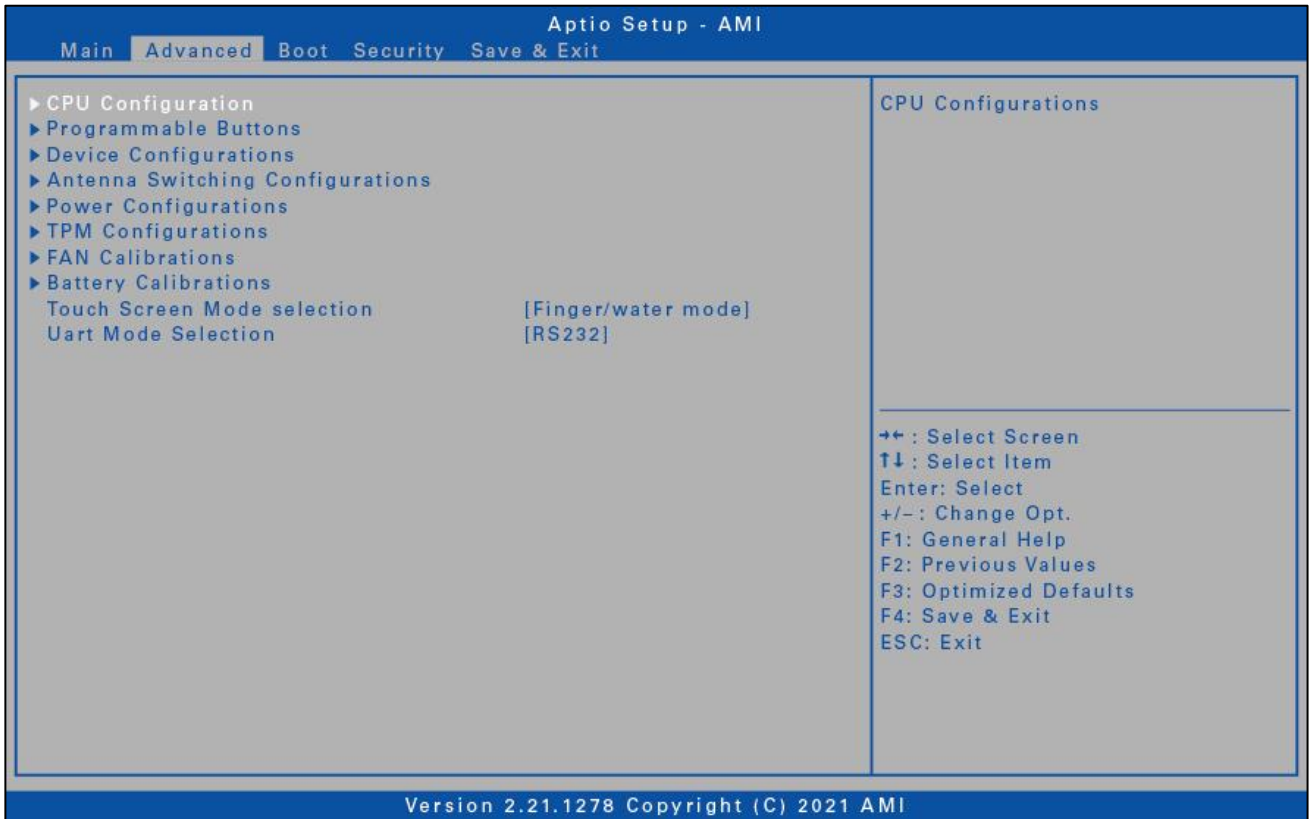 Aptio Setup - AMI
Main Advanced Boot Security Save & Exit
▶ CPU Configuration
▶ Programmable Buttons
▶ Device Configurations
▶ Antenna Switching Configurations
▶ Power Configurations
▶ TPM Configurations
▶ FAN Calibrations
▶ Battery Calibrations
Touch Screen Mode selection [Finger/water mode]
Uart Mode Selection [RS232]
CPU Configurations
→← : Select Screen
↑↓ : Select Item
Enter: Select
+/– : Change Opt.
F1: General Help
F2: Previous Values
F3: Optimized Defaults
F4: Save & Exit
ESC: Exit
Version 2.21.1278 Copyright (C) 2021 AMI